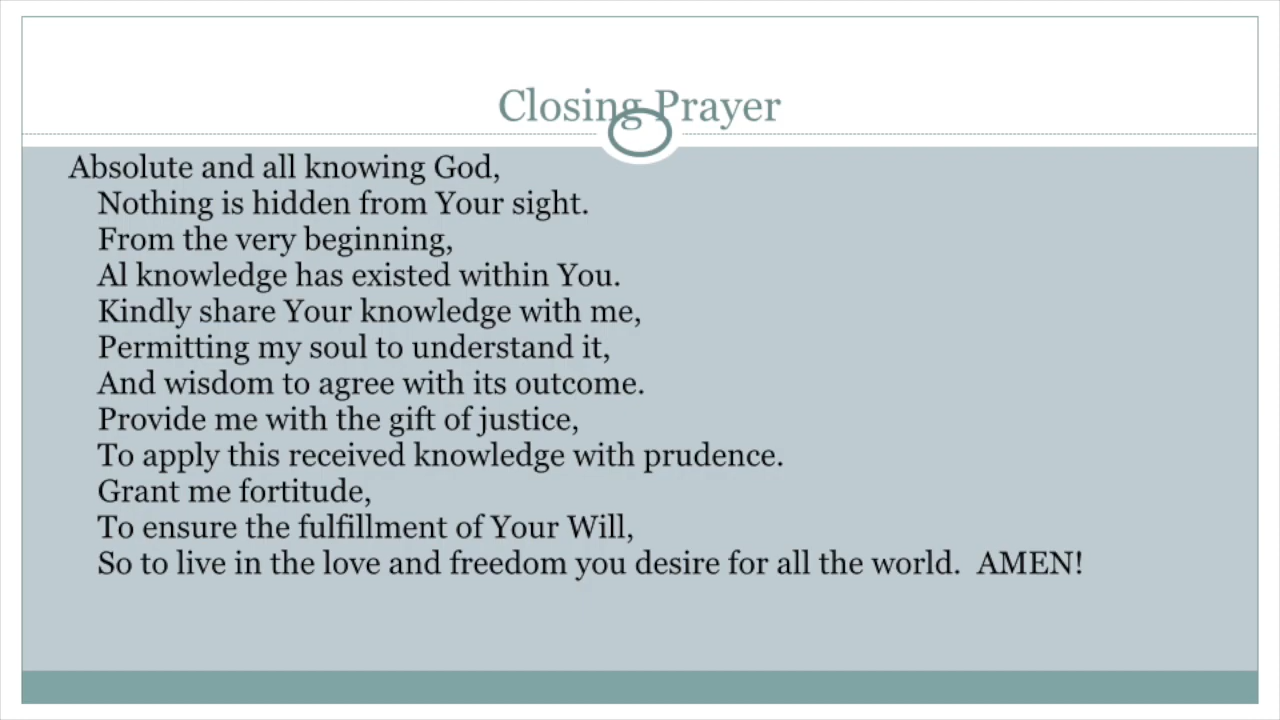 Closing Prayer
Absolute and all knowing God,
Nothing is hidden from Your sight.
From the very beginning,
Al knowledge has existed within You.
Kindly share Your knowledge with me,
Permitting my soul to understand it,
And wisdom to agree with its outcome.
Provide me with the gift of justice,
To apply this received knowledge with prudence.
Grant me fortitude,
To ensure the fulfillment of Your Will,
So to live in the love and freedom you desire for all the world.  AMEN!